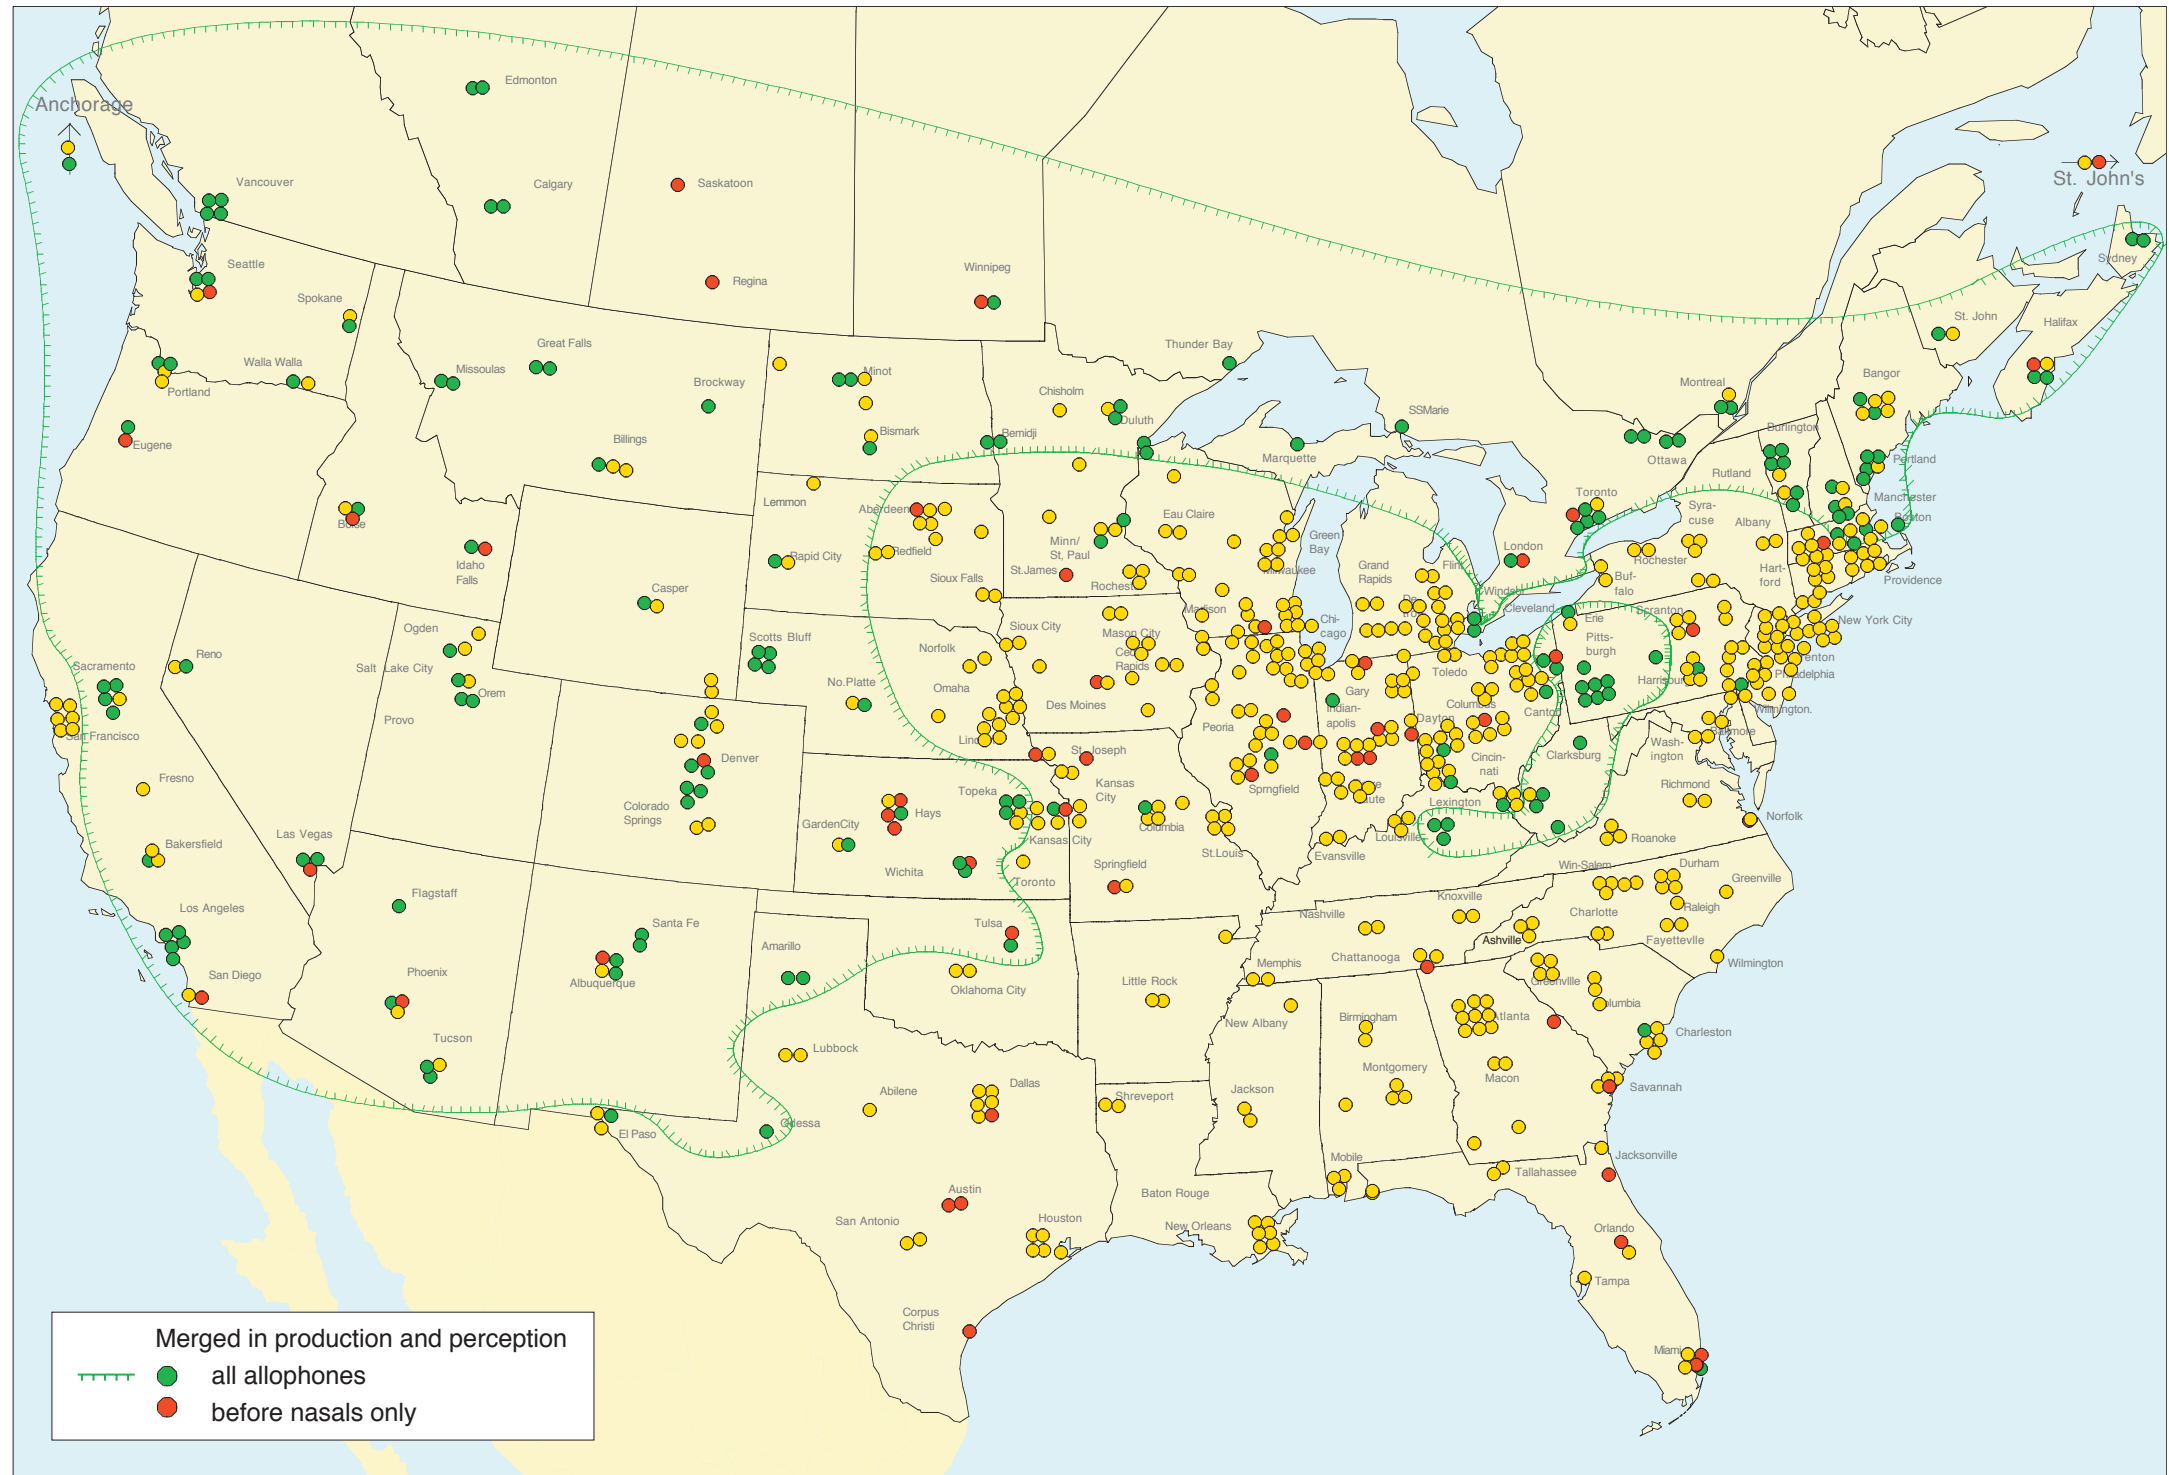 Edmonton
Anchorage
Vancouver
Calgary
Saskatoon
St. John's
Seattle
Regina
Winnipeg
Sydney
Spokane
St. John
Halifax
Great Falls
Thunder Bay
Walla Walla
Missoulas
Minot
Montreal
Bangor
Portland
Brockway
Chisholm
SSMarie
Duluth
Burlington
Eugene
Billings
Bismark
Bemidji
Marquette
Ottawa
Pertland
Rutland
Lemmon
Toronto
Manchester
Aberdeen
Eau Claire
Syra-
cuse
Albany
Boston
Boise
Minn/
St, Paul
Green
Bay
London
Rapid City
Redfield
Rochester
Idaho
Falls
St.James
Milwaukee
Grand
Rapids
Flint
Buf-
falo
Hart-
ford
Providence
Casper
Sioux Falls
Windsor
Madison
Cleveland
Scranton
Erie
New York City
Ogden
Scotts Bluff
Sioux City
Mason City
Chi-
cago
Pitts-
burgh
Reno
Norfolk
Rapids
Salt Lake City
Sacramento
Toledo
Trenton
Philadelphia
Harrisburg
Orem
No.Platte
Omaha
Gary
Provo
Des Moines
Indian-
apolis
Columbus
Canton
Wilmington.
San Francisco
Peoria
Dayton
Baltimore
Denver
St. Joseph
Clarksburg
Wash-
ington
Fresno
Cincin-
nati
Kansas
City
Sprngfield
Richmond
Topeka
Colorado
Springs
Hays
Lexington
GardenCity
Columbia
Norfolk
Las Vegas
Bakersfield
Kansas City
Louisville
Roanoke
St.Louis
Evansville
Wichita
Toronto
Springfield
Win-Salem
Durham
Flagstaff
Greenville
Knoxville
Los Angeles
Nashville
Charlotte
Raleigh
Santa Fe
Tulsa
Amarillo
Ashville
Fayettevlle
Chattanooga
Memphis
Wilmington
San Diego
Phoenix
Albuquerque
Oklahoma City
Little Rock
Greenvllle
Columbia
New Albany
Birmingham
Atlanta
Charleston
Tucson
Lubbock
Montgomery
Macon
Abilene
Dallas
Shreveport
Jackson
Savannah
El Paso
Odessa
Mobile
Jacksonville
Tallahassee
Austin
Baton Rouge
San Antonio
Houston
New Orleans
Orlando
Tampa
Corpus
Christi
Miami
Merged in production and perception
all allophones
before nasals only